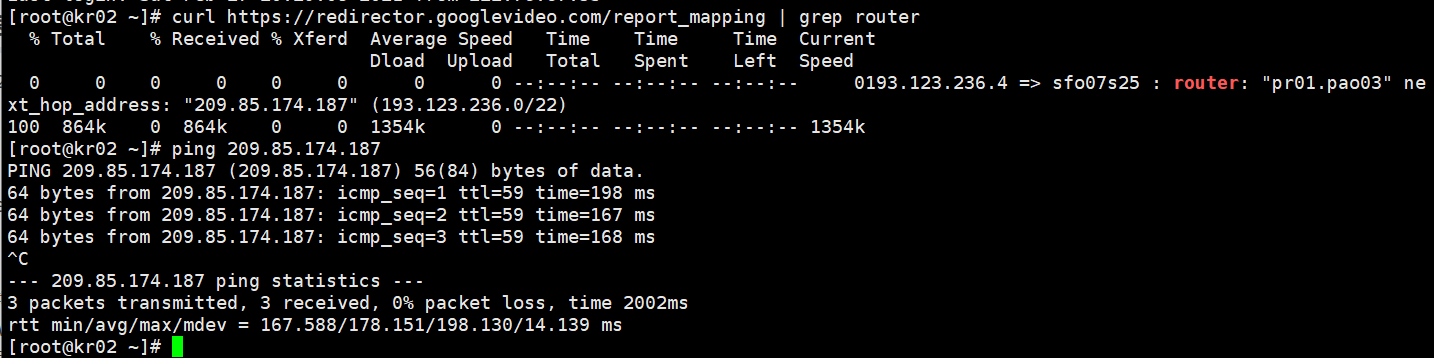 [root@kr02 ~]# curl https://redirector.googlevideo.com/report_mapping | grep router
  % Total    % Received % Xferd  Average Speed   Time    Time     Time  Current
                                 Dload  Upload   Total   Spent    Left  Speed
  0     0    0     0    0     0      0      0 --:--:-- --:--:-- --:--:--     0193.123.236.4 => sfo07s25 : router: "pr01.pao03" ne
xt_hop_address: "209.85.174.187" (193.123.236.0/22)
100  864k    0  864k    0     0  1354k      0 --:--:-- --:--:-- --:--:-- 1354k
[root@kr02 ~]# ping 209.85.174.187
PING 209.85.174.187 (209.85.174.187) 56(84) bytes of data.
64 bytes from 209.85.174.187: icmp_seq=1 ttl=59 time=198 ms
64 bytes from 209.85.174.187: icmp_seq=2 ttl=59 time=167 ms
64 bytes from 209.85.174.187: icmp_seq=3 ttl=59 time=168 ms
^C
--- 209.85.174.187 ping statistics ---
3 packets transmitted, 3 received, 0% packet loss, time 2002ms
rtt min/avg/max/mdev = 167.588/178.151/198.130/14.139 ms
[root@kr02 ~]#